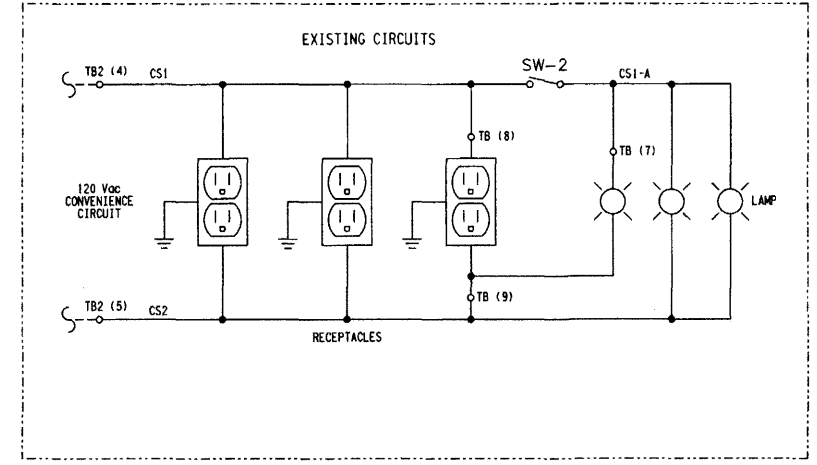 EXISTING CIRCUITS
TB2 (4)
CS1
SW-2
CS1-A
TB (8)
TB (7)
120 Vac
CONVENIENCE
CIRCUIT
LAMP
TB2 (5)
CS2
TB (9)
RECEPTACLES